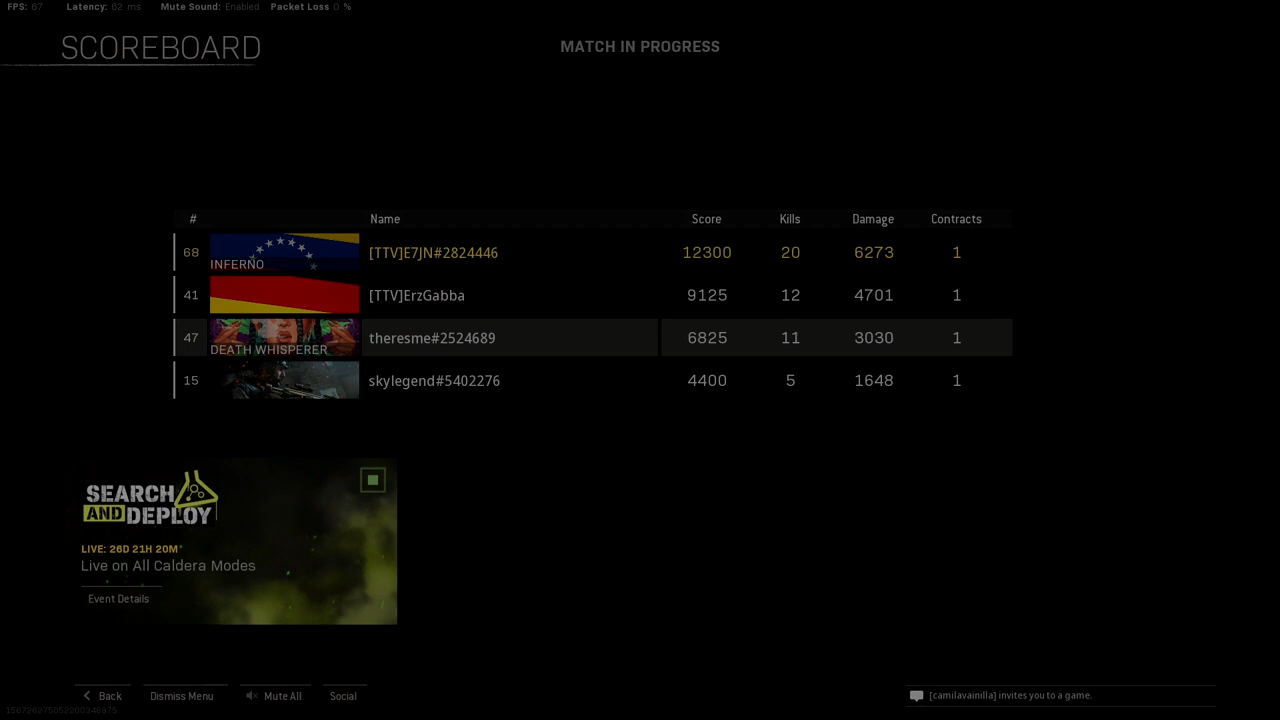 FPS: 67 Latency: 62 ms Mute Sound: Enabled Packet Loss 0 %
SCOREBOARD
MATCH IN PROGRESS
# Name Score Kills Damage Contracts
68 INFERNO [TTV]E7JN#2824446 12300 20 6273 1
41 [TTV]ErzGabba 9125 12 4701 1
47 DEATH WHISPERER theresme#2524689 6825 11 3030 1
15 skylegend#5402276 4400 5 1648 1
SEARCH
AND DEPLOY
LIVE: 26D 21H 20M*
Live on All Caldera Modes
Event Details
Back Dismiss Menu Mute All Social
[camilavainilla] invites you to a game.